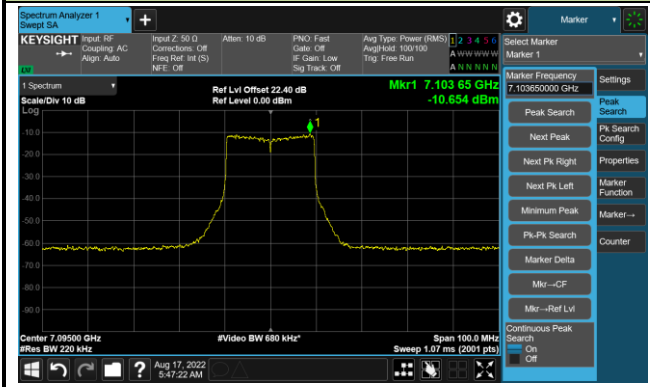 Spectrum Analyzer 1
Swept SA
Marker
KEYSIGHT Input: RF
Coupling: AC
Align: Auto
Input Z: 50 Ω
Corrections: Off
Freq Ref: Int (S)
NFE: Off
Atten: 10 dB
PNO: Fast
Gate: Off
IF Gain: Low
Sig Track: Off
Avg Type: Power (RMS)
Avg|Hold: 100/100
Trig: Free Run
1 2 3 4 5 6
A W W W W W
A N N N N N
Select Marker
Marker 1
1 Spectrum
Scale/Div 10 dB
Log
Ref Lvl Offset 22.40 dB
Ref Level 0.00 dBm
Mkr1 7.103 65 GHz
-10.654 dBm
1
-10.0
-20.0
-30.0
-40.0
-50.0
-60.0
-70.0
-80.0
-90.0
Center 7.09500 GHz
#Res BW 220 kHz
#Video BW 680 kHz*
Span 100.0 MHz
Sweep 1.07 ms (2001 pts)
Marker Frequency
7.103650000 GHz
Peak Search
Next Peak
Next Pk Right
Next Pk Left
Minimum Peak
Pk-Pk Search
Marker Delta
Mkr→CF
Mkr→Ref Lvl
Continuous Peak
Search
On
Off
Settings
Peak
Search
Pk Search
Config
Properties
Marker
Function
Marker→
Counter
Aug 17, 2022
5:47:22 AM